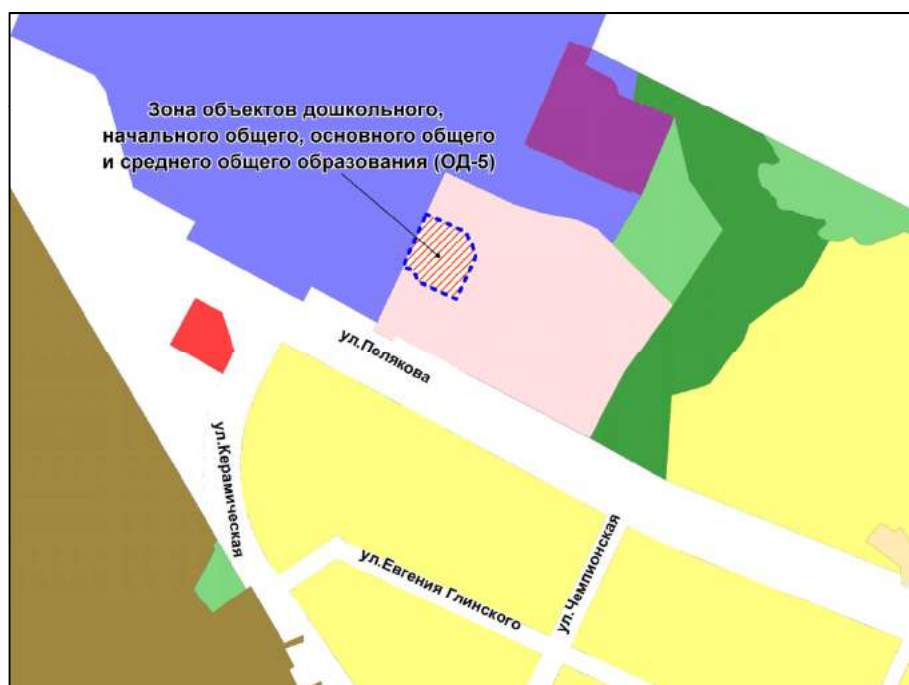 Зона объектов дошкольного,
начального общего, основного общего
и среднего общего образования (ОД-5)
ул.Полякова
ул.Керамическая
ул.Евгения Глинского
ул.Чемпионская